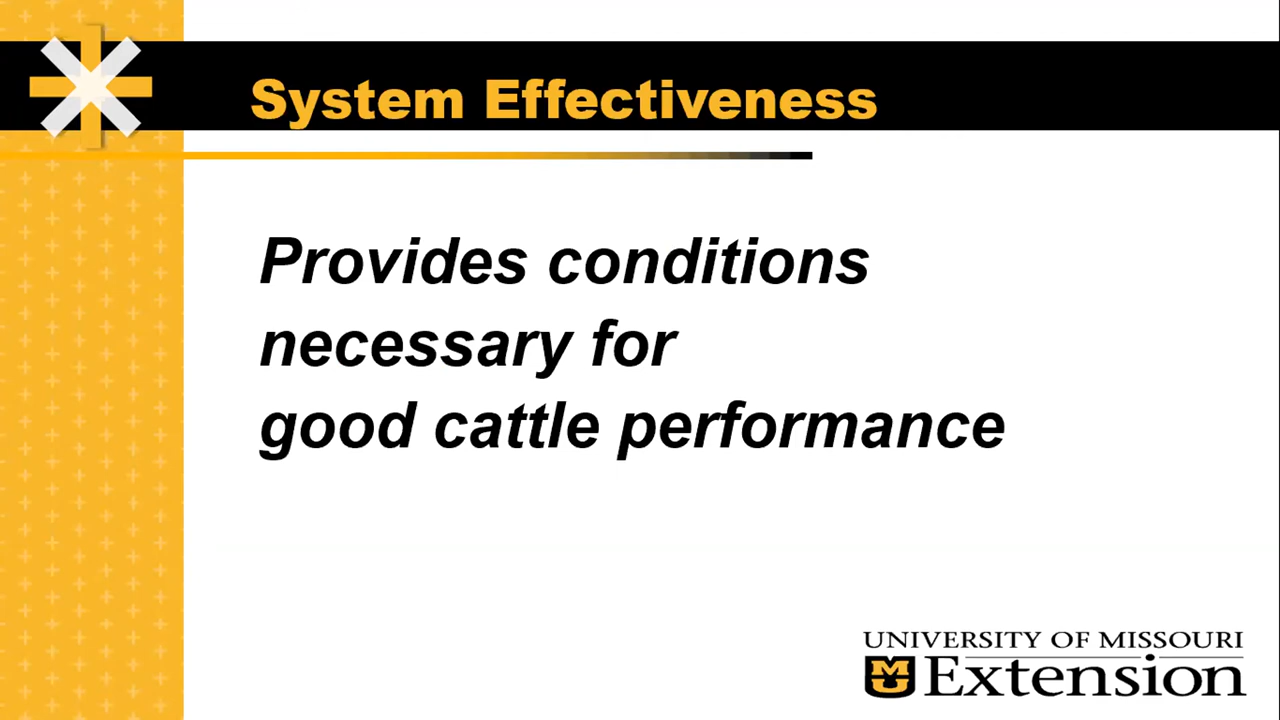 System Effectiveness
Provides conditions
necessary for
good cattle performance
UNIVERSITY OF MISSOURI
Extension